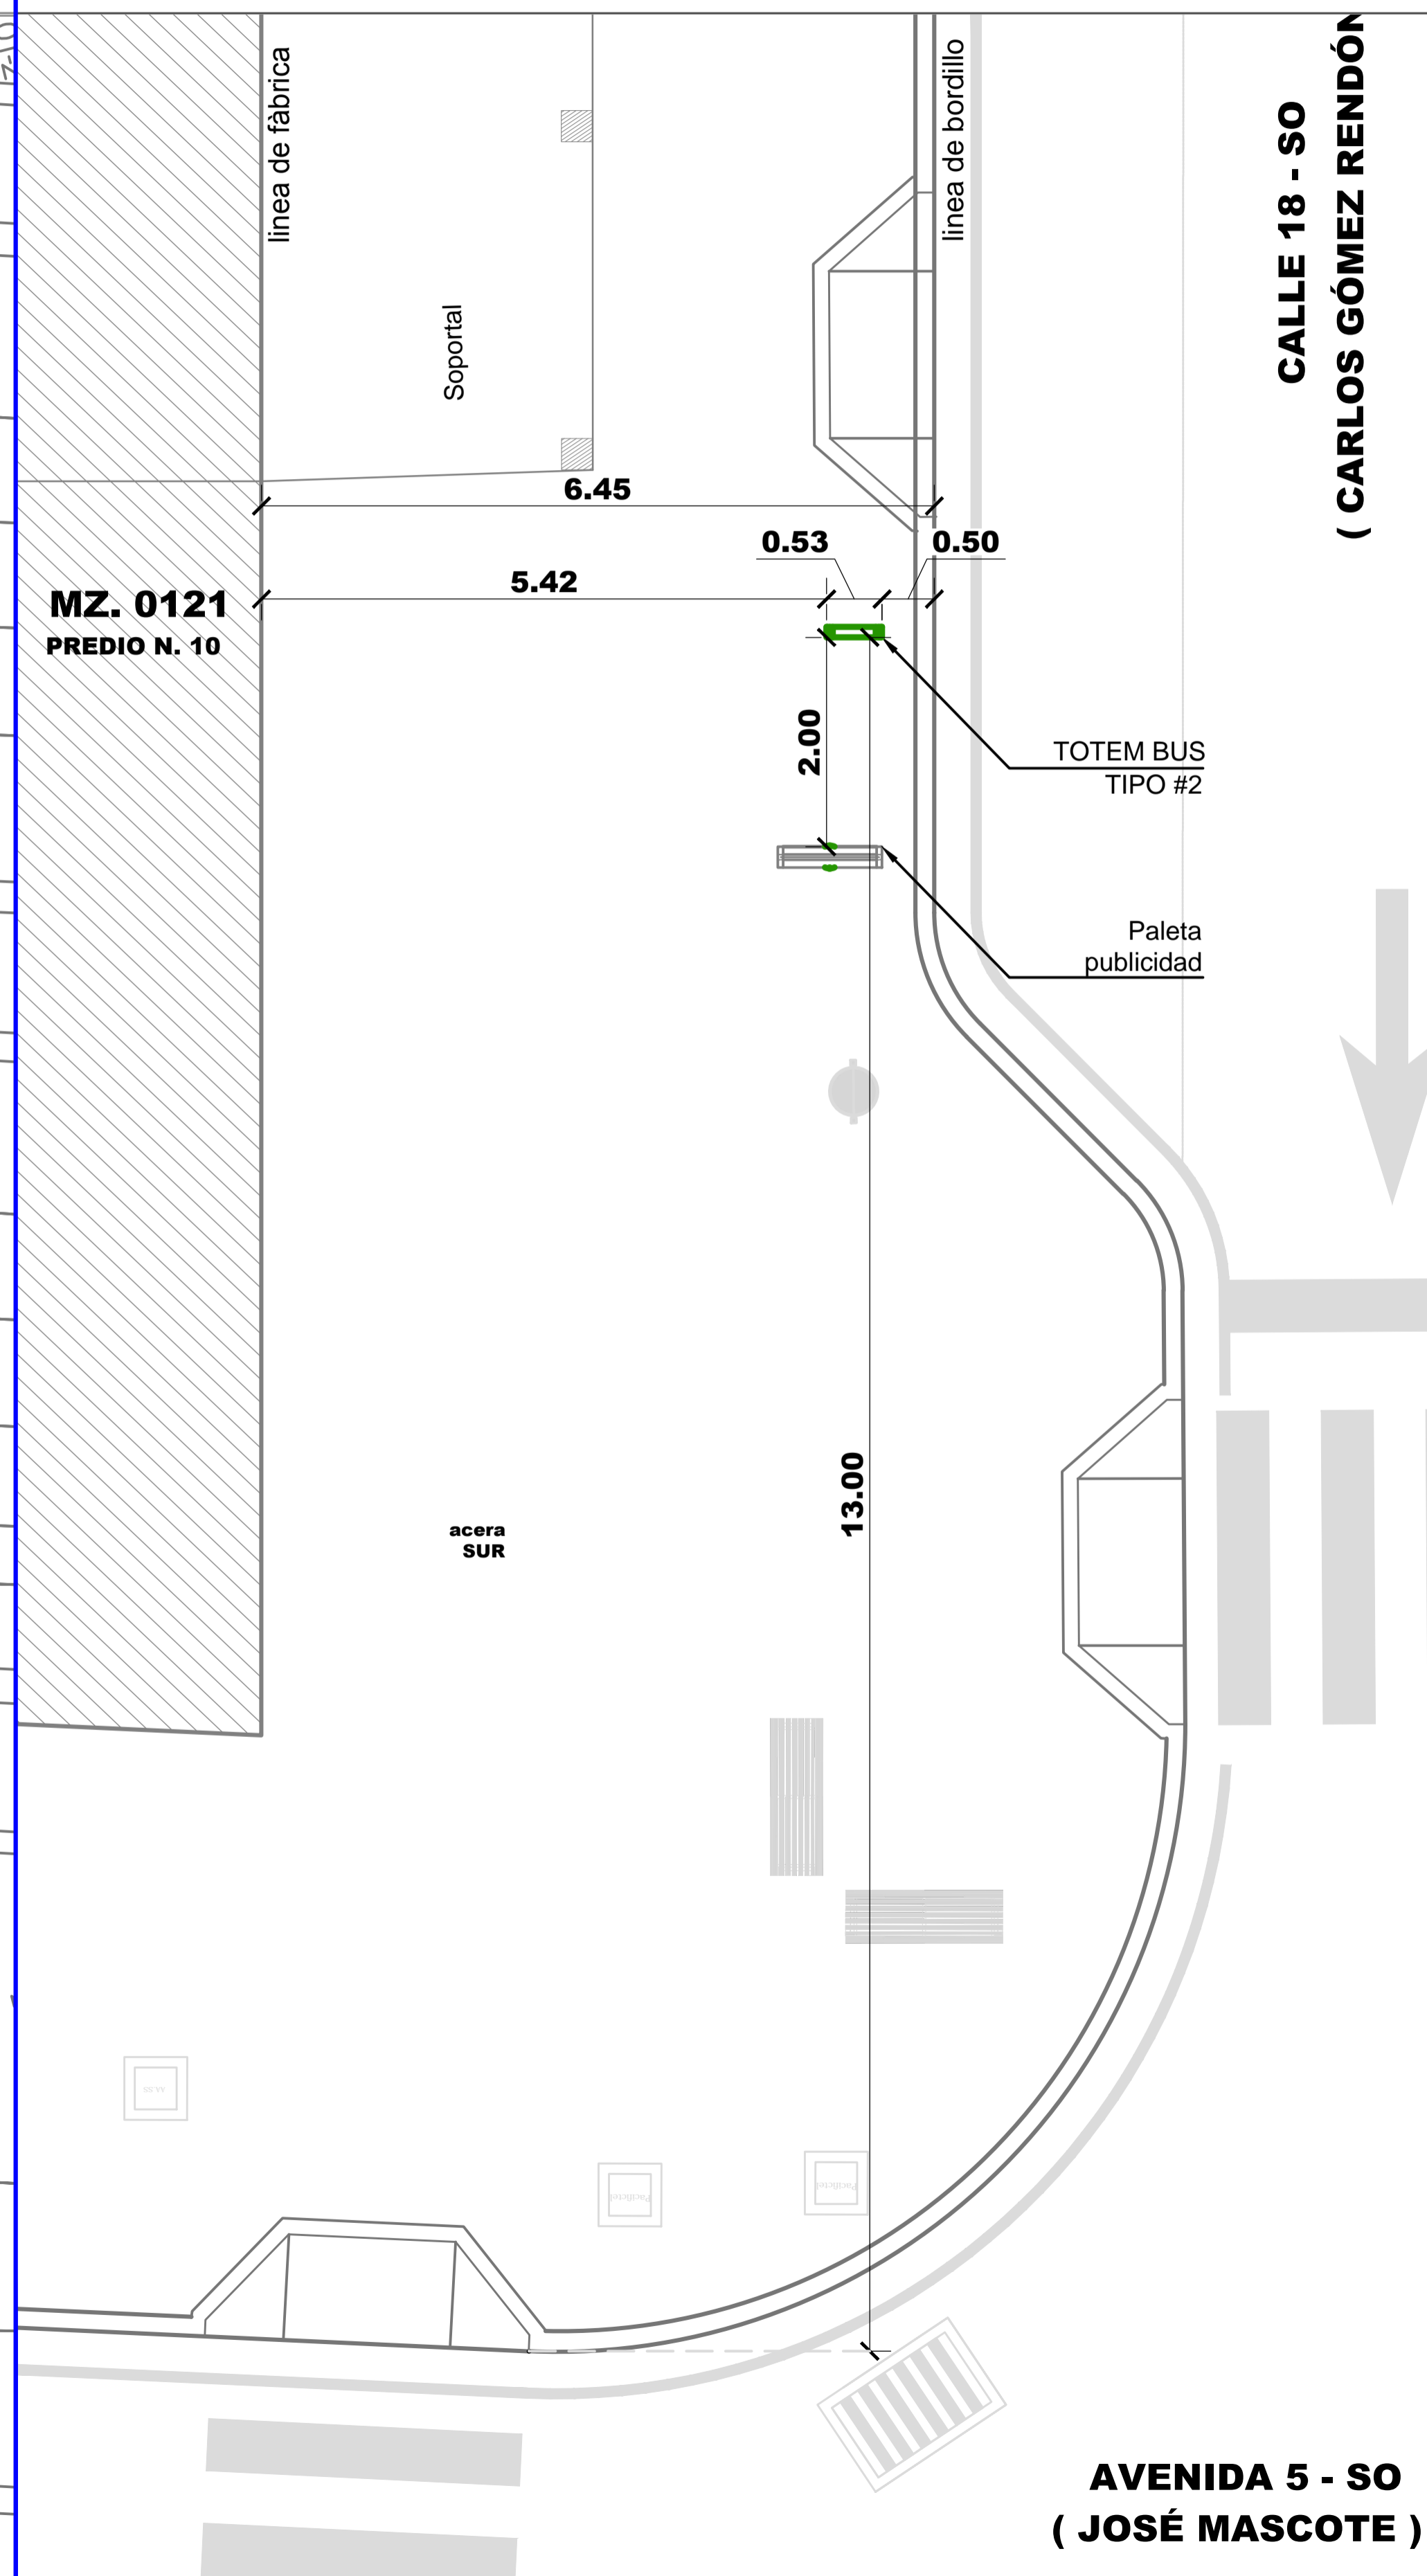 linea de fàbrica
linea de bordillo
CALLE 18 - SO
( CARLOS GÓMEZ RENDÓN
Soportal
6.45
0.53
0.50
5.42
MZ. 0121
PREDIO N. 10
2.00
TOTEM BUS
TIPO #2
Paleta
publicidad
13.00
acera
SUR
Pacifictel
Pacifictel
AVENIDA 5 - SO
( JOSÉ MASCOTE )